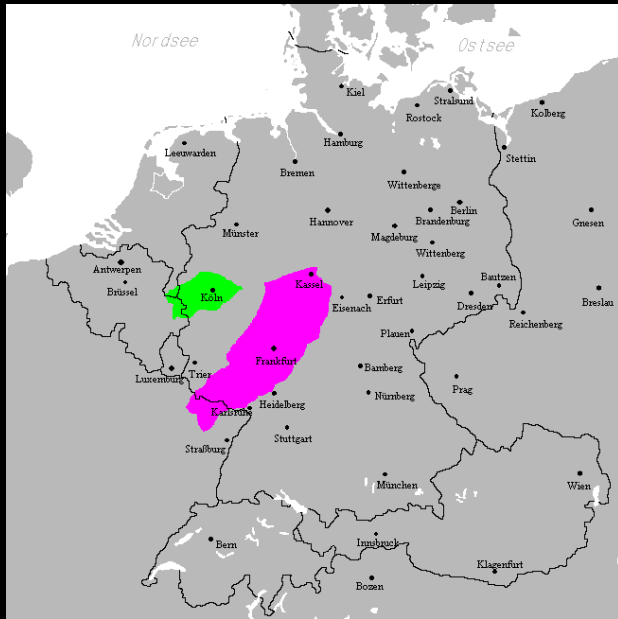 Nordsee
Ostsee
Kiel
Stralsund
Rostock
Kolberg
Hamburg
Leeuwarden
Stettin
Bremen
Wittenberge
Berlin
Hannover
Brandenburg
Gnesen
Magdeburg
Münster
Wittenberg
Antwerpen
Kassel
Leipzig
Bautzen
Brüssel
Köln
Eisenach
Erfurt
Dresden
Breslau
Reichenberg
Plauen
Frankfurt
Trier
Luxemburg
Bamberg
Prag
Heidelberg
Nürnberg
Karlsruhe
Stuttgart
Straßburg
München
Wien
Bern
Innsbruck
Klagenfurt
Bozen